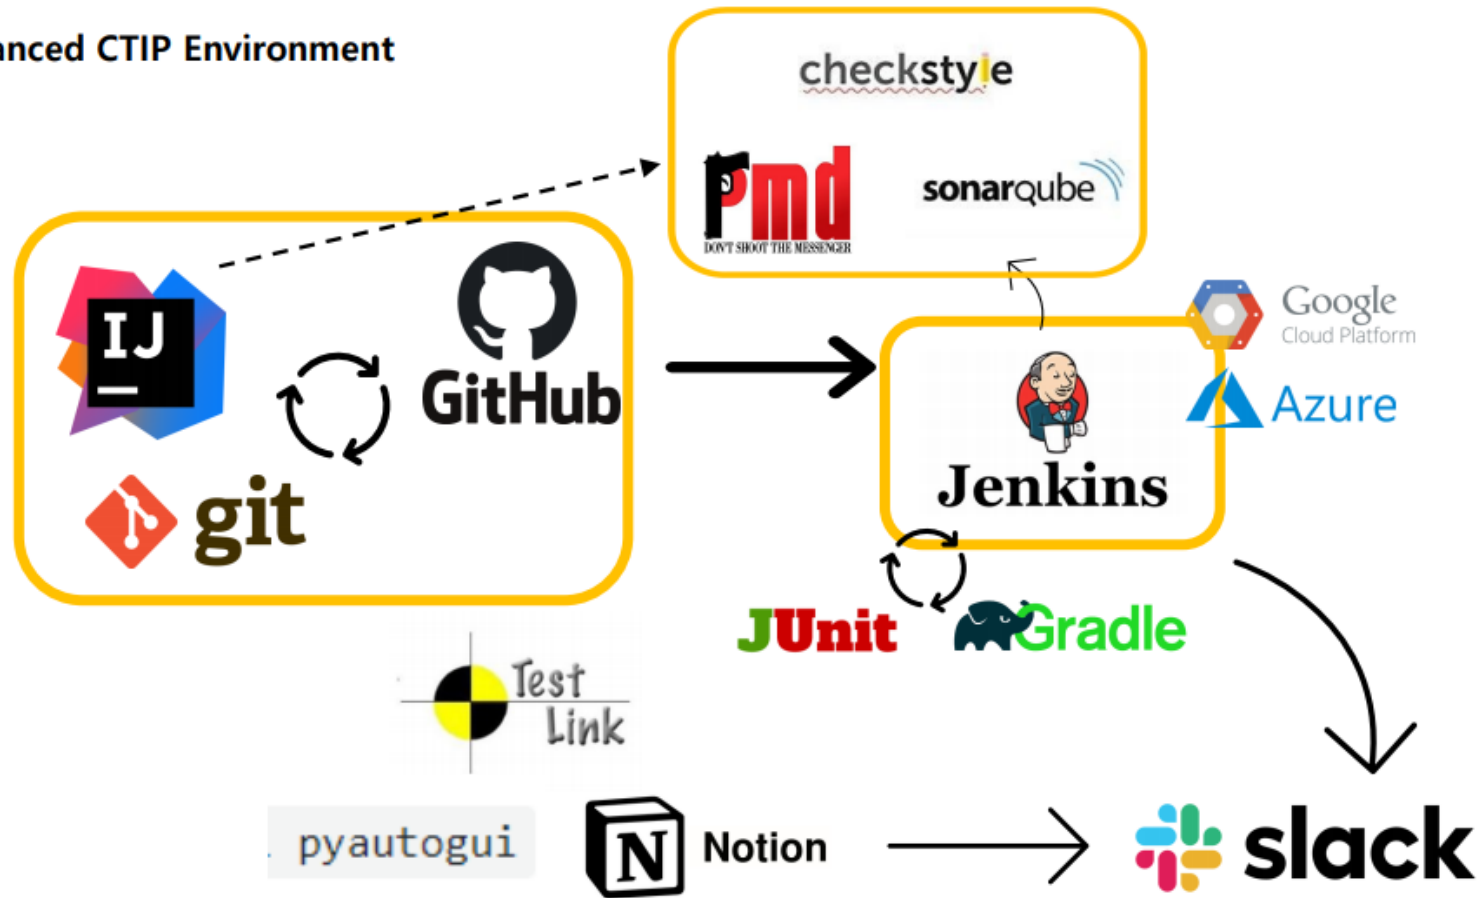 anced CTIP Environment
checkstyle
pmd
DON'T SHOOT THE MESSENGER
sonarqube
IJ
GitHub
git
Google
Cloud Platform
Azure
Jenkins
JUnit
Gradle
Test
Link
pyautogui
N
Notion
slack